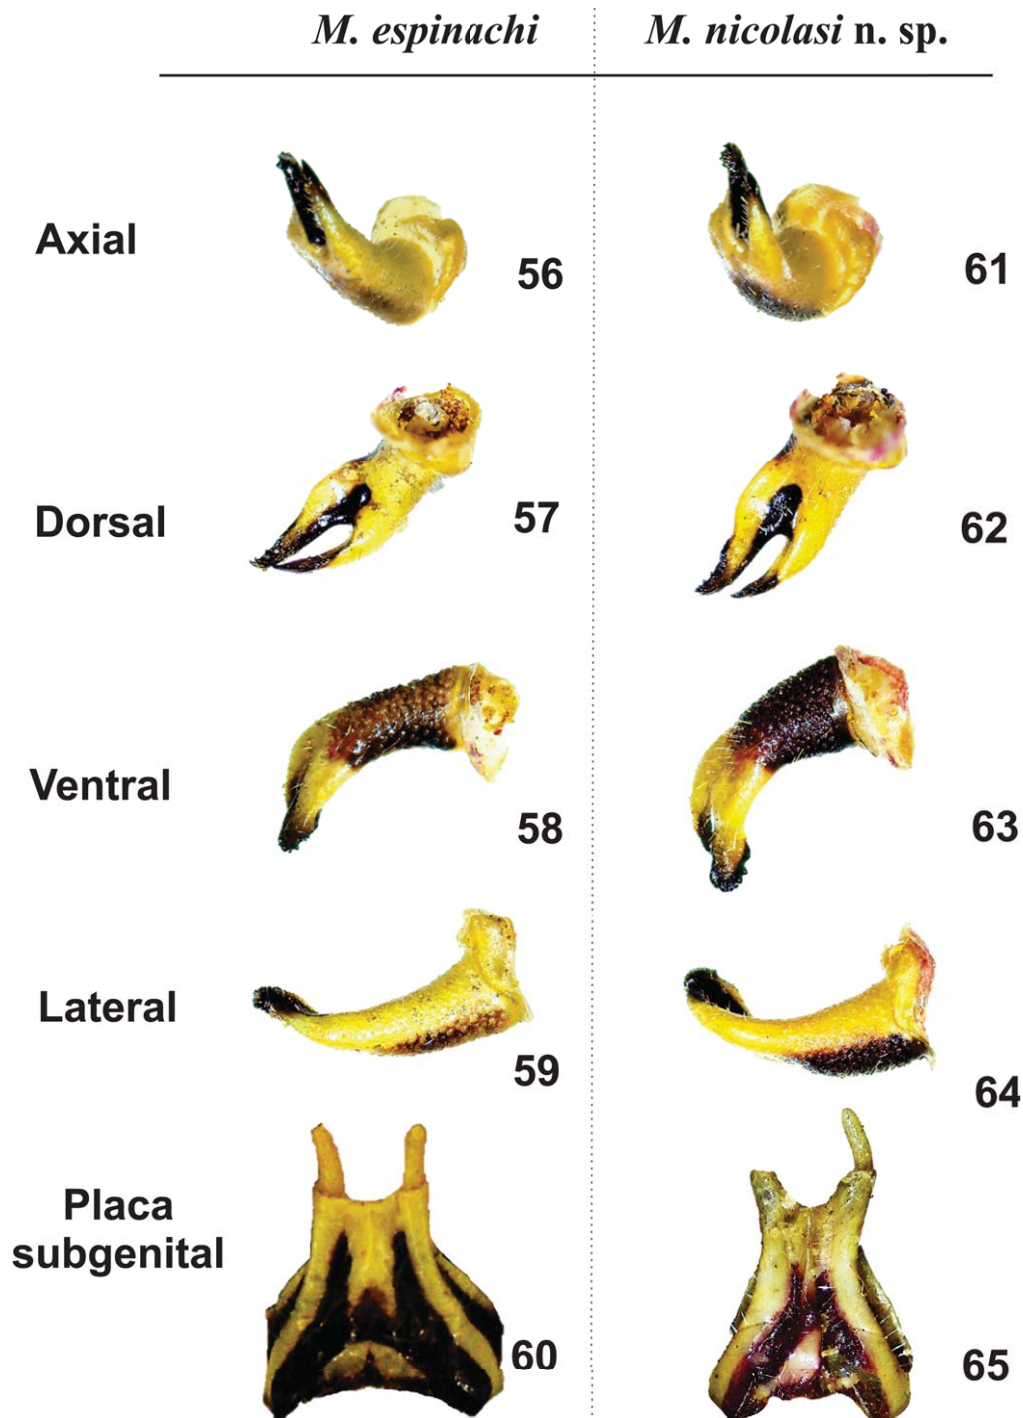 M. espinachi
M. nicolasi n. sp.
Axial
56
61
Dorsal
57
62
Ventral
58
63
Lateral
59
64
Placa
subgenital
60
65